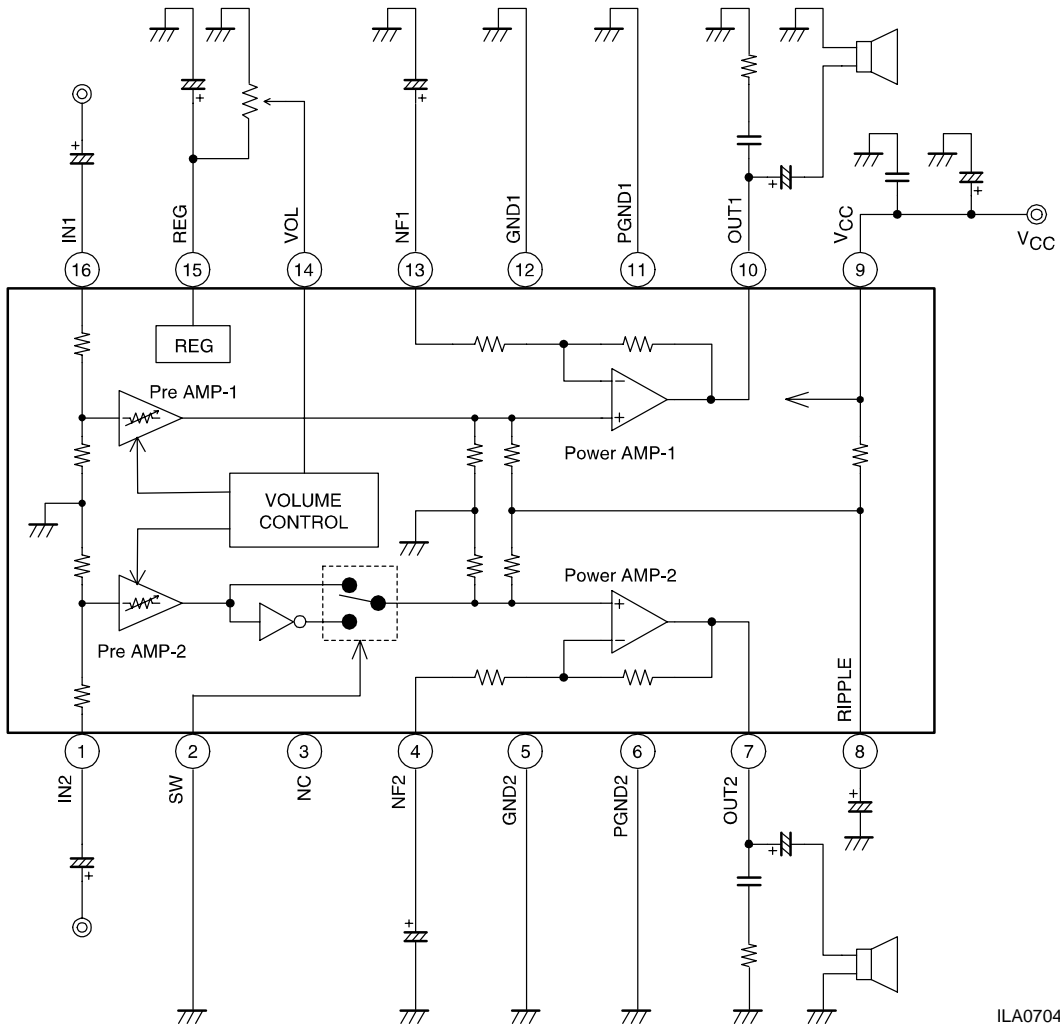 IN1
REG
VOL
NF1
GND1
PGND1
OUT1
VCC
VCC
16
15
14
13
12
11
10
9
REG
Pre AMP-1
Power AMP-1
VOLUME
CONTROL
Power AMP-2
Pre AMP-2
RIPPLE
1
2
3
4
5
6
7
8
IN2
SW
NC
NF2
GND2
PGND2
OUT2
+
+
+
+
+
−
+
+
−
+
+
+
+
ILA0704